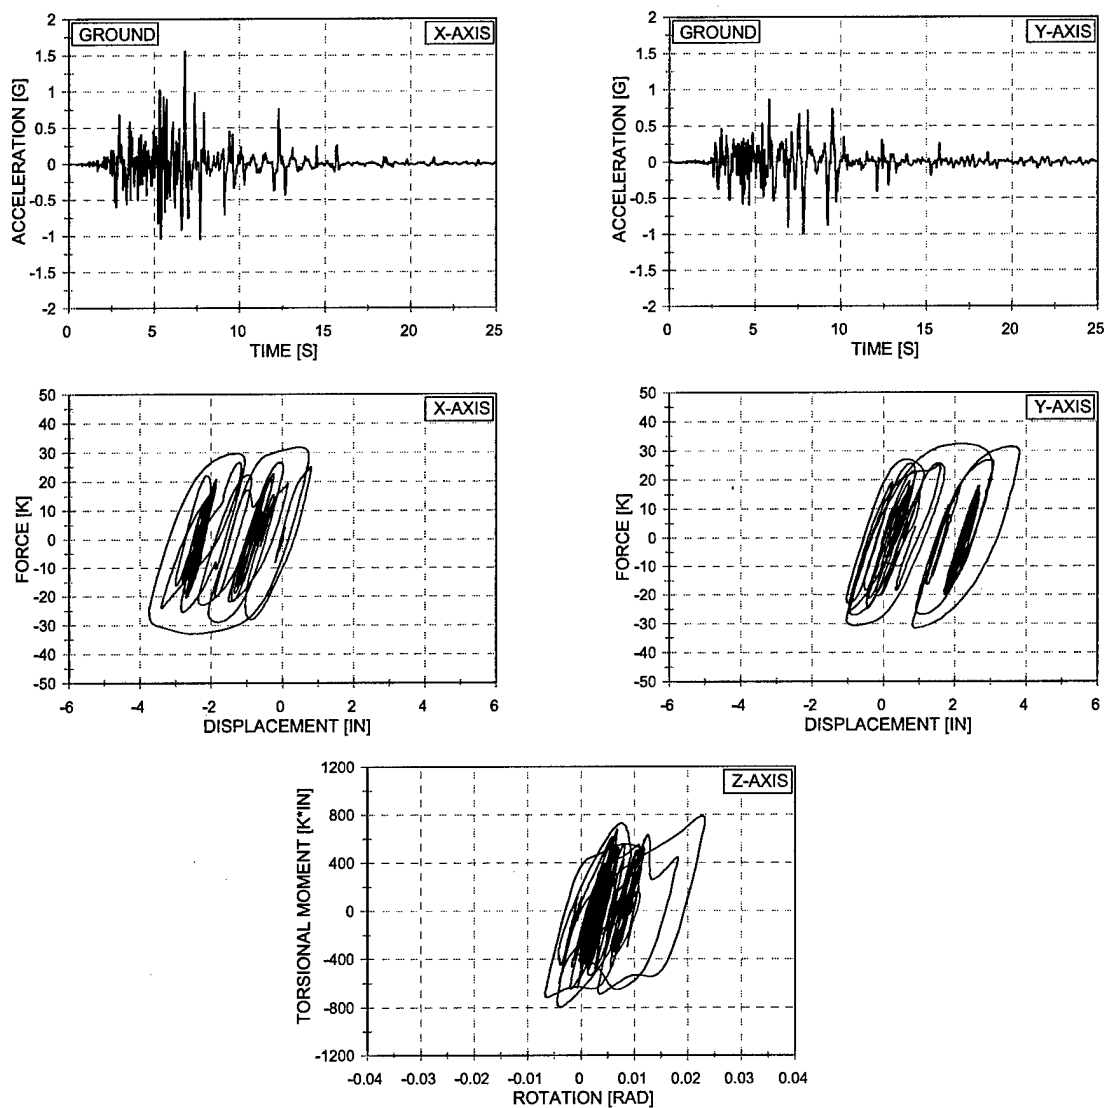 GROUND X-AXIS
ACCELERATION [G]
2
1.5
1
0.5
0
-0.5
-1
-1.5
-2
0 5 10 15 20 25
TIME [S]
GROUND Y-AXIS
ACCELERATION [G]
2
1.5
1
0.5
0
-0.5
-1
-1.5
-2
0 5 10 15 20 25
TIME [S]
X-AXIS
FORCE [K]
50
40
30
20
10
0
-10
-20
-30
-40
-50
-6 -4 -2 0 2 4 6
DISPLACEMENT [IN]
Y-AXIS
FORCE [K]
50
40
30
20
10
0
-10
-20
-30
-40
-50
-6 -4 -2 0 2 4 6
DISPLACEMENT [IN]
Z-AXIS
TORSIONAL MOMENT [K*IN]
1200
800
400
0
-400
-800
-1200
-0.04 -0.03 -0.02 -0.01 0 0.01 0.02 0.03 0.04
ROTATION [RAD]